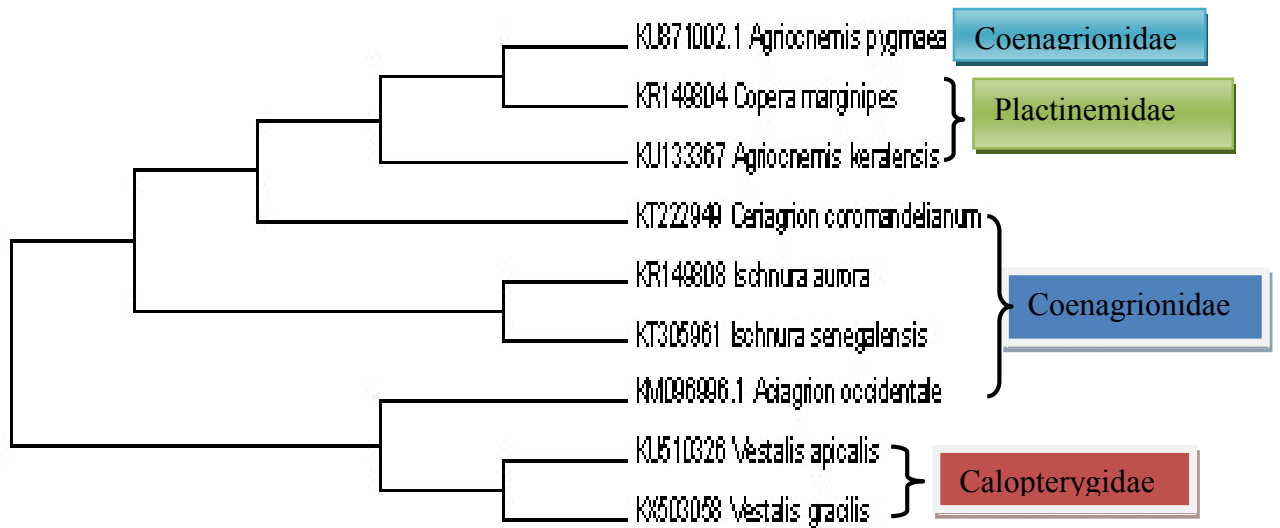 KU871002.1 Agriocnemis pygmaea
Coenagrionidae
KR149804 Copera marginipes
Plactinemidae
KU133367 Agriocnemis keralensis
KT222949 Ceriagrion coromandelianum
KR149808 Ischnura aurora
Coenagrionidae
KT305961 Ischnura senegalensis
KM096996.1 Aciagrion occidentale
KU510326 Vestalis apicalis
Calopterygidae
KX503058 Vestalis gracilis